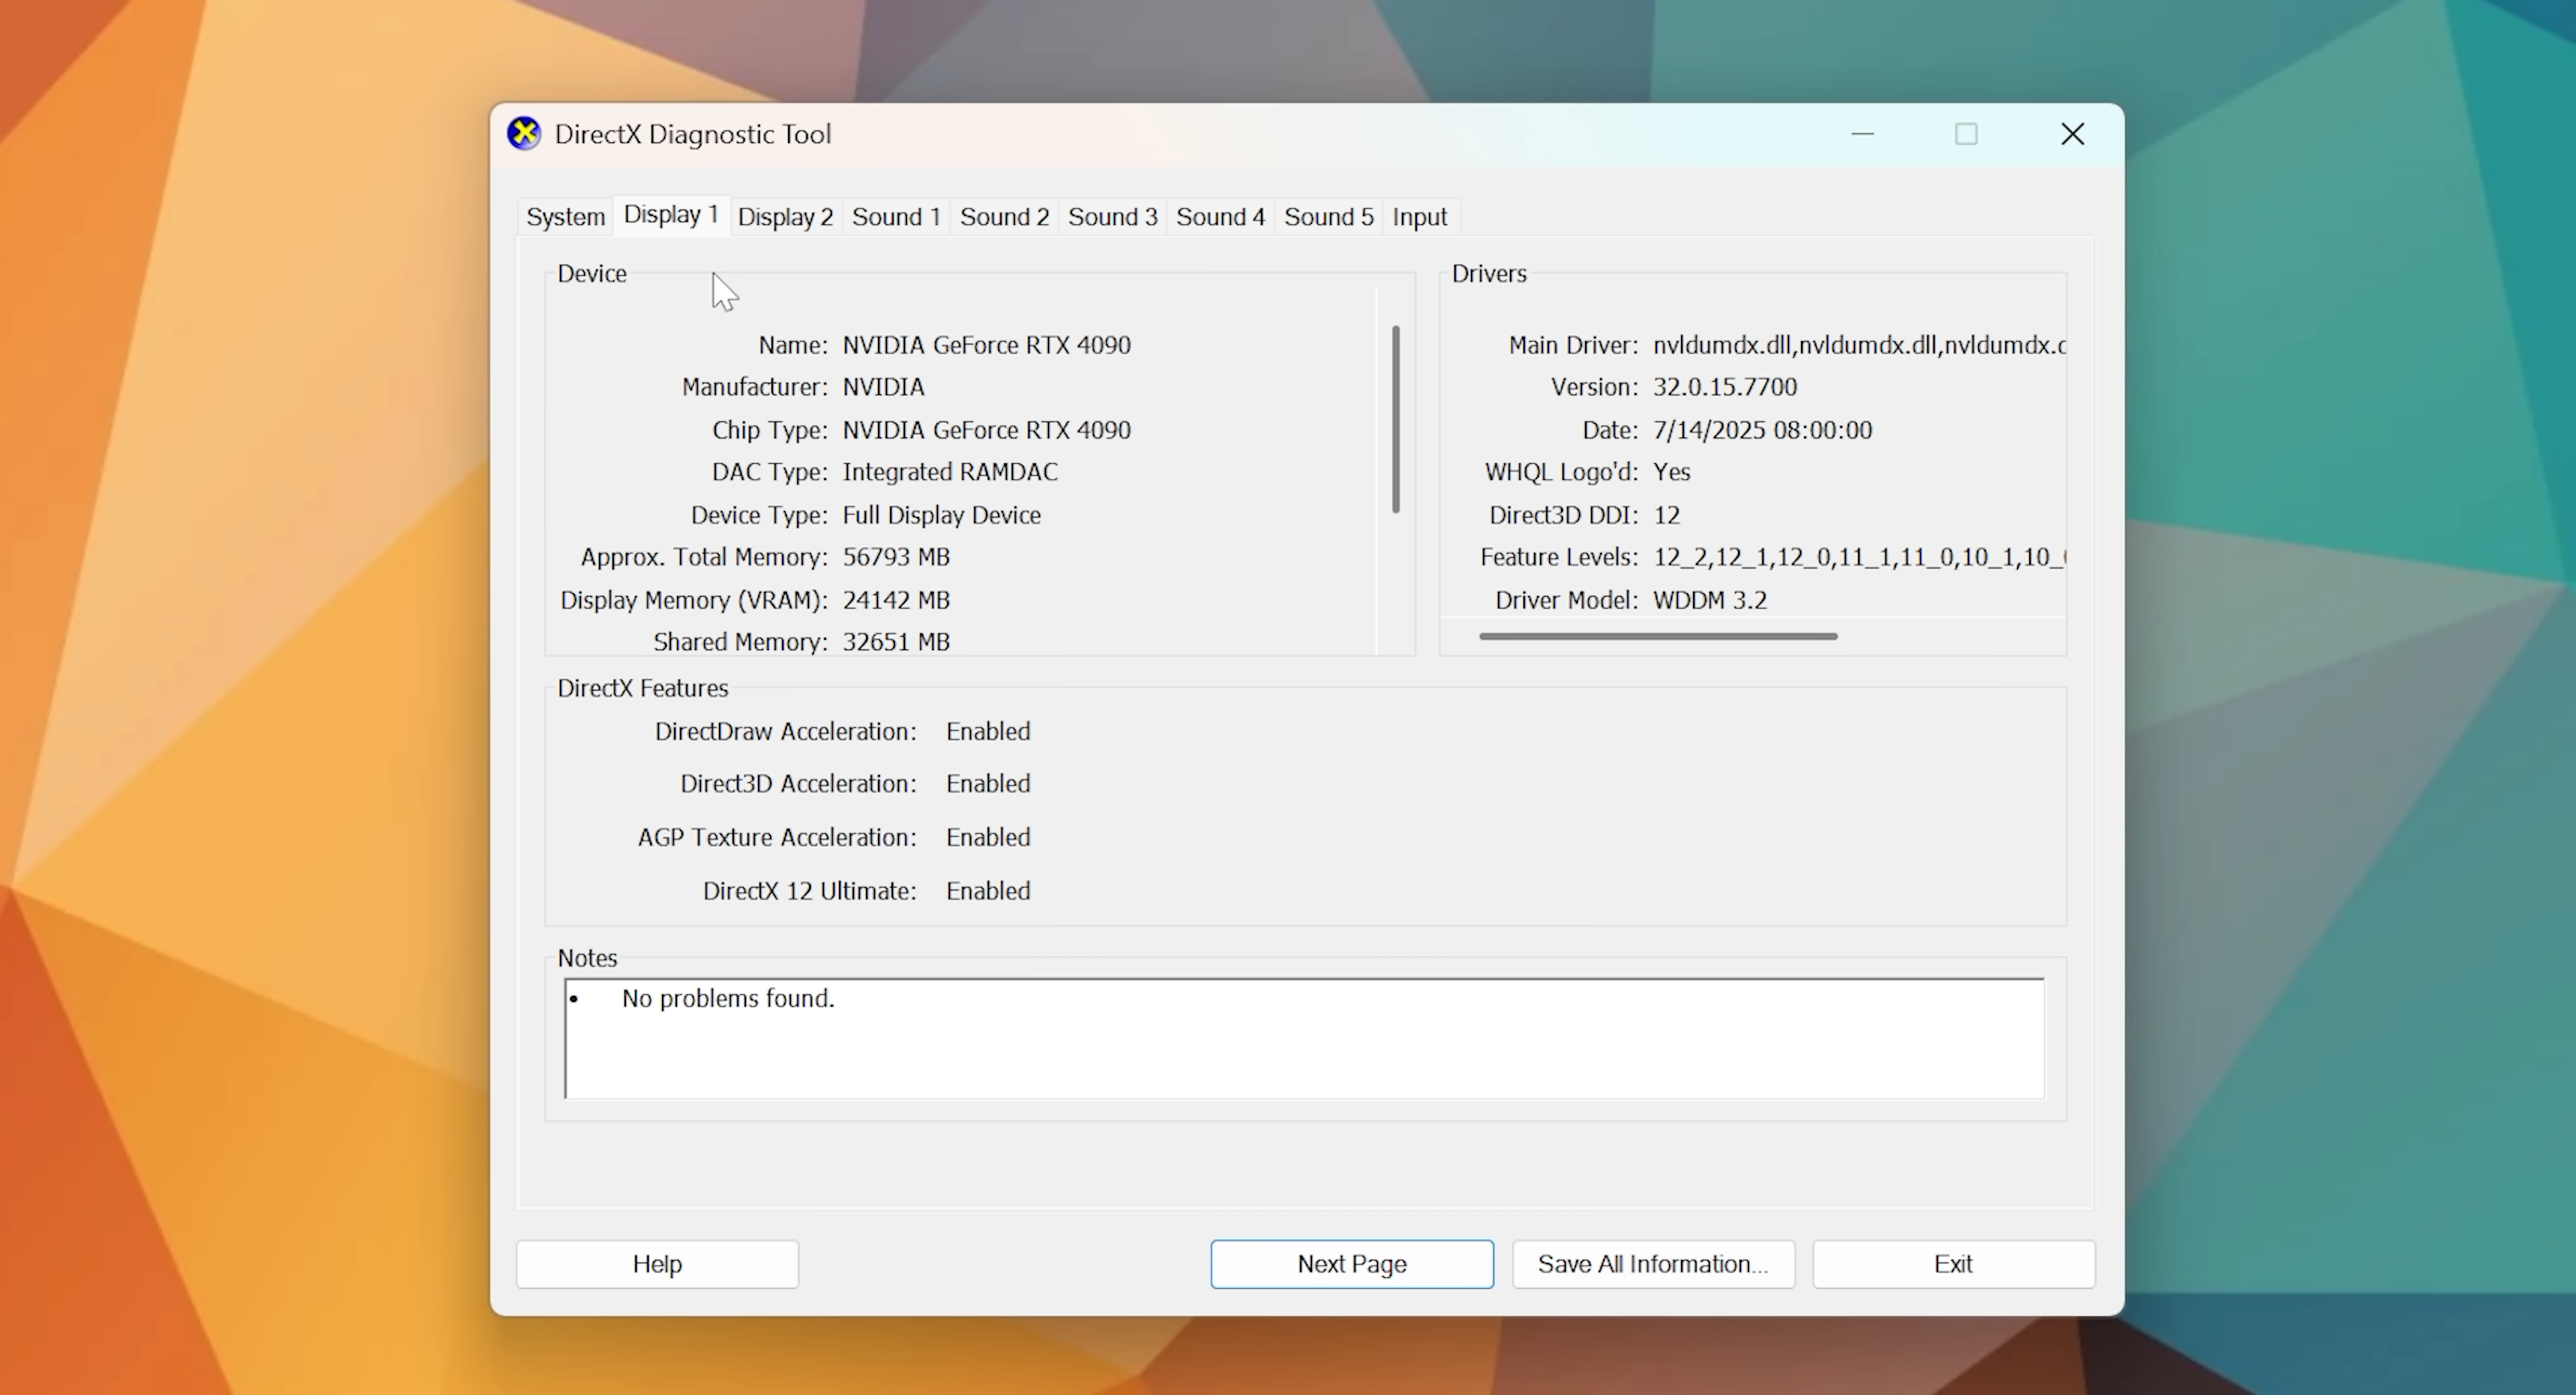 DirectX Diagnostic Tool
System Display 1 Display 2 Sound 1 Sound 2 Sound 3 Sound 4 Sound 5 Input
Device
Name: NVIDIA GeForce RTX 4090
Manufacturer: NVIDIA
Chip Type: NVIDIA GeForce RTX 4090
DAC Type: Integrated RAMDAC
Device Type: Full Display Device
Approx. Total Memory: 56793 MB
Display Memory (VRAM): 24142 MB
Shared Memory: 32651 MB
Drivers
Main Driver: nvldumdx.dll,nvldumdx.dll,nvldumdx.
Version: 32.0.15.7700
Date: 7/14/2025 08:00:00
WHQL Logo'd: Yes
Direct3D DDI: 12
Feature Levels: 12_2,12_1,12_0,11_1,11_0,10_1,10_
Driver Model: WDDM 3.2
DirectX Features
DirectDraw Acceleration: Enabled
Direct3D Acceleration: Enabled
AGP Texture Acceleration: Enabled
DirectX 12 Ultimate: Enabled
Notes
• No problems found.
Help Next Page Save All Information... Exit